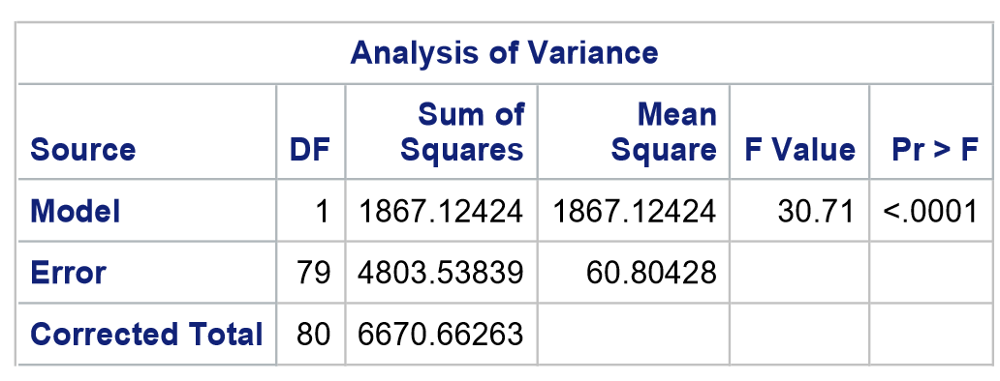 Analysis of Variance
Source DF Sum of Squares Mean Square F Value Pr > F
Model 1 1867.12424 1867.12424 30.71 <.0001
Error 79 4803.53839 60.80428
Corrected Total 80 6670.66263